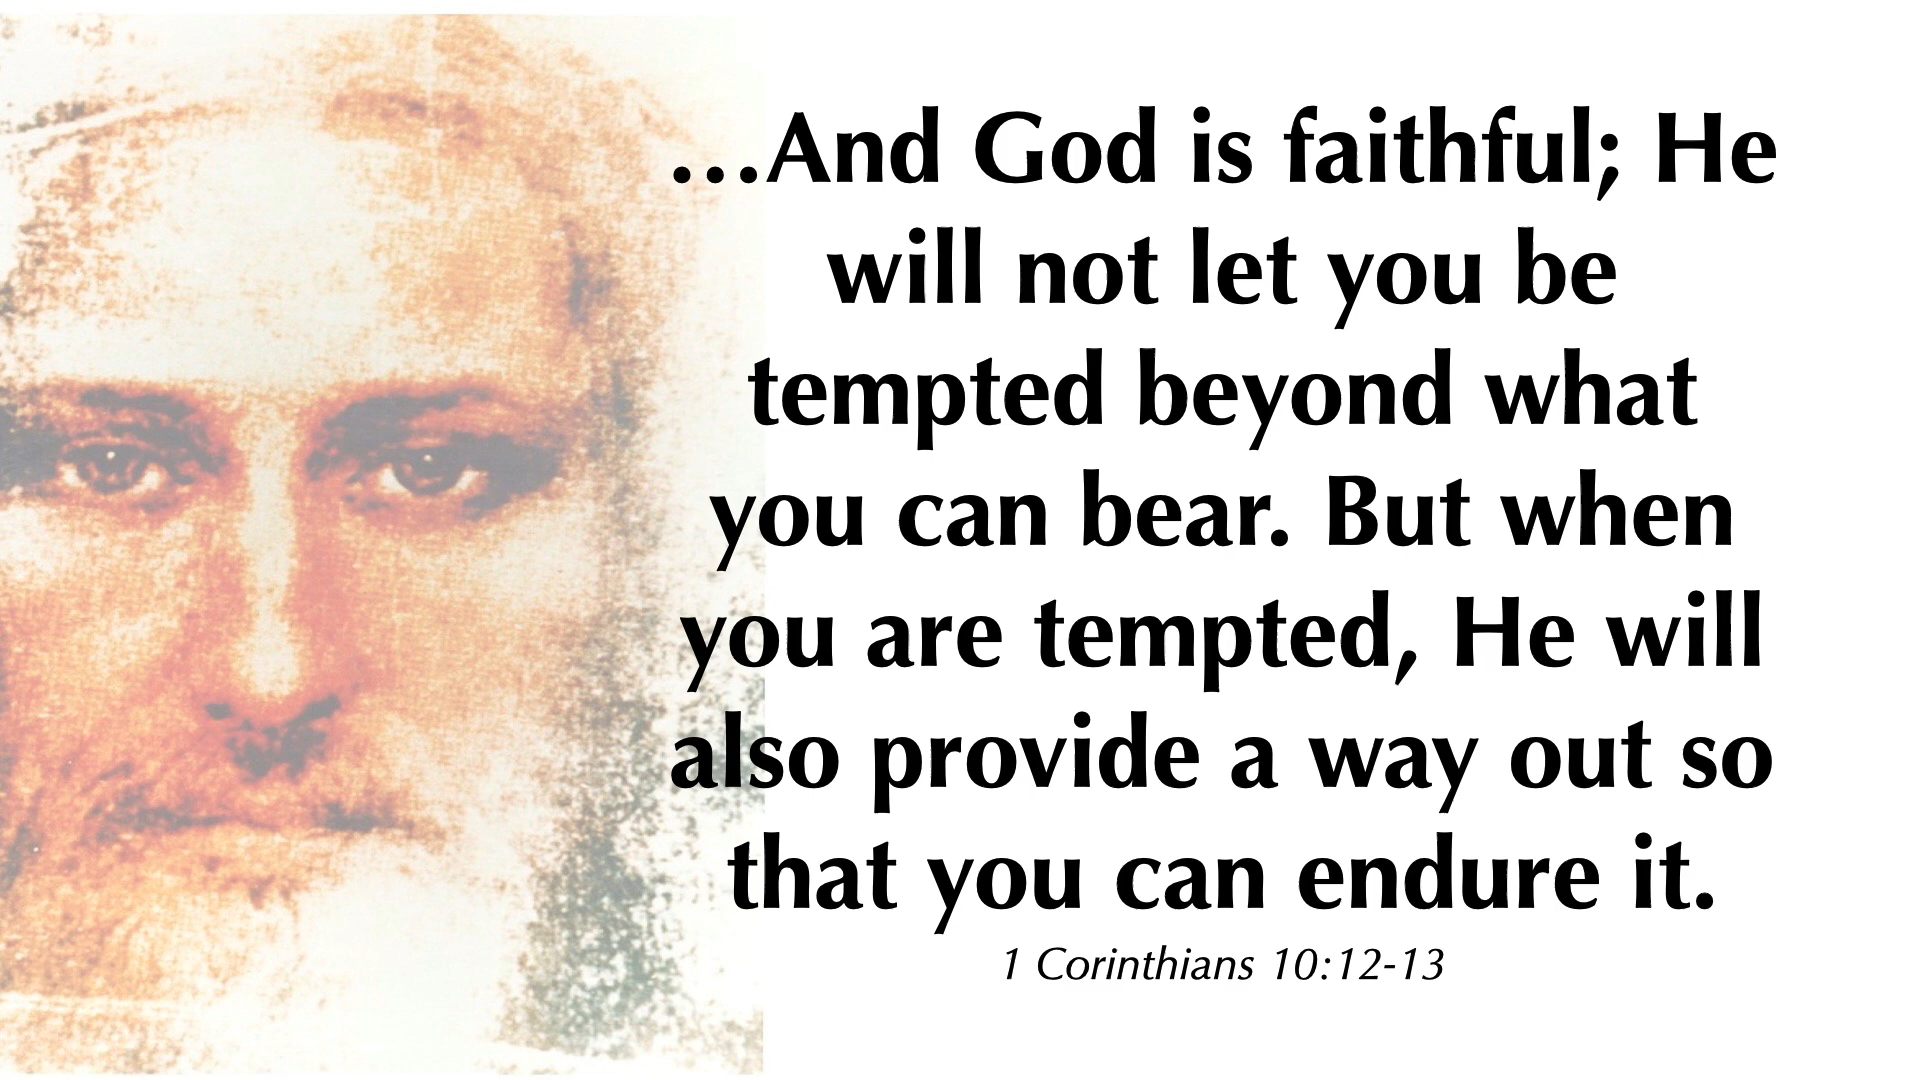 …And God is faithful; He
will not let you be
tempted beyond what
you can bear. But when
you are tempted, He will
also provide a way out so
that you can endure it.
1 Corinthians 10:12-13